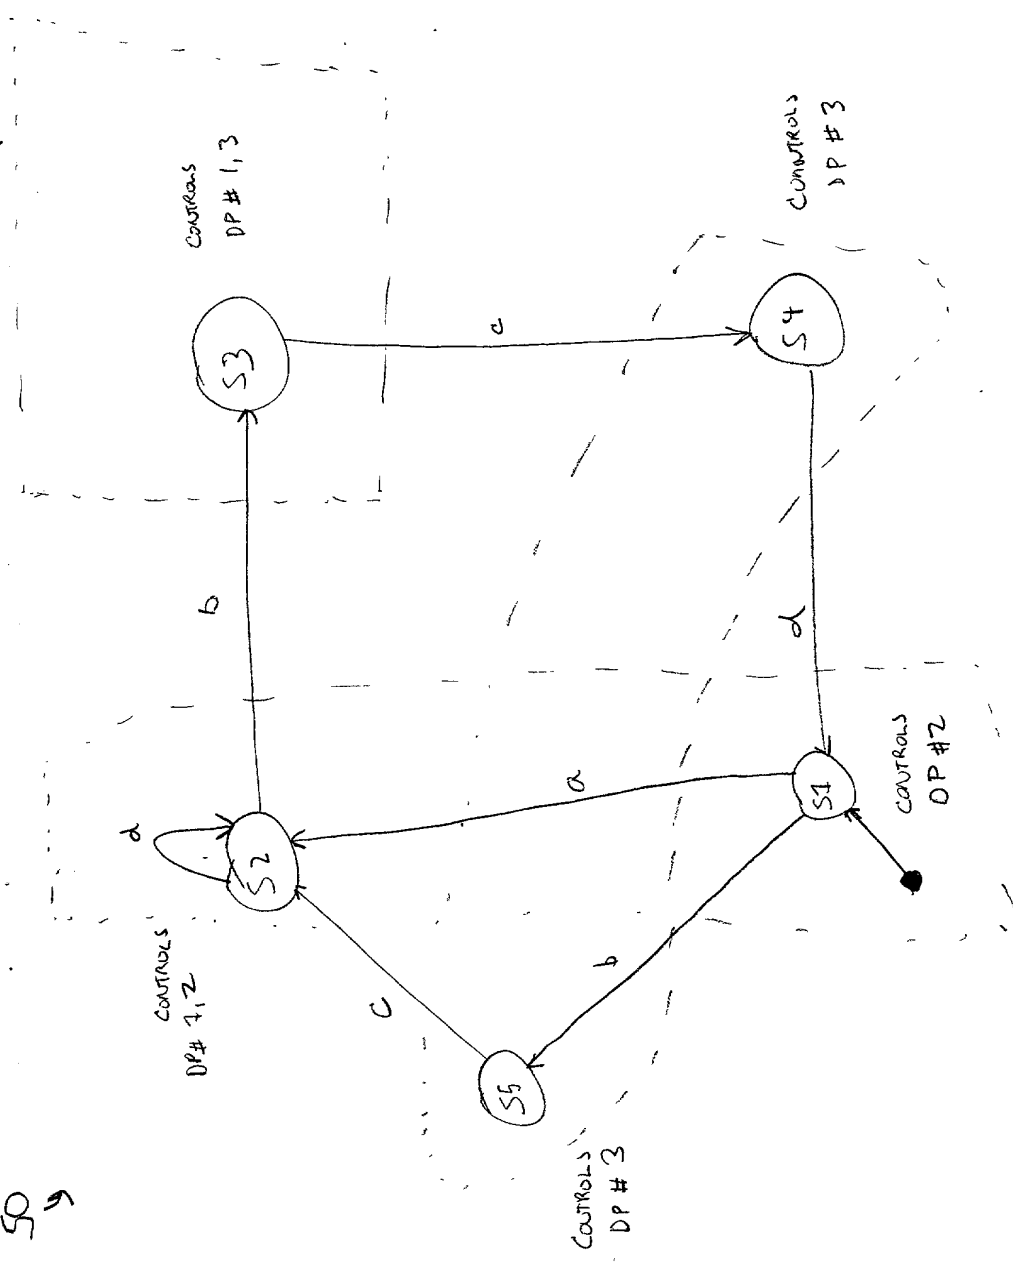 So
CONTROLS
DP# 1,2
CONTROLS
DP# 1,3
d
S2
b
S3
c
a
c
S5
b
CONTROLS
DP # 3
S1
d
S4
CONTROLS
DP #2
CONTROLS
DP #3